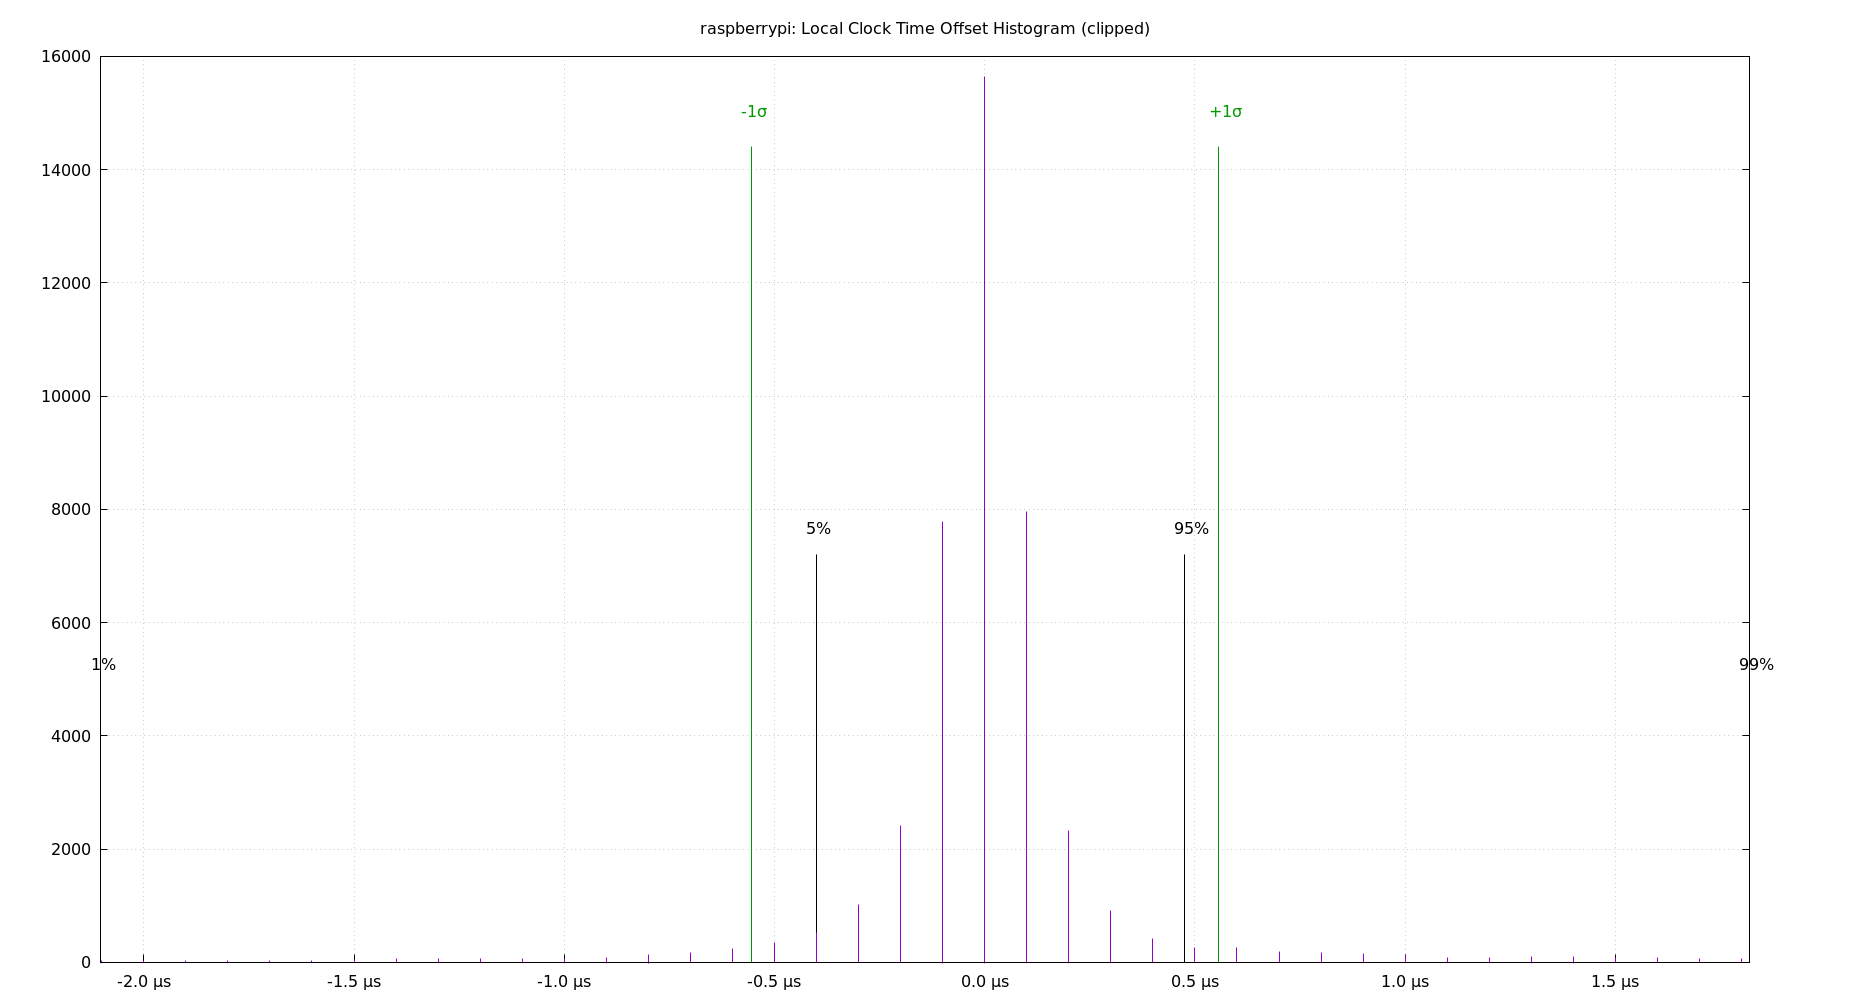 raspberrypi: Local Clock Time Offset Histogram (clipped)
16000
-1σ
+1σ
14000
12000
10000
8000
5%
95%
6000
1%
99%
4000
2000
0
-2.0 µs
-1.5 µs
-1.0 µs
-0.5 µs
0.0 µs
0.5 µs
1.0 µs
1.5 µs